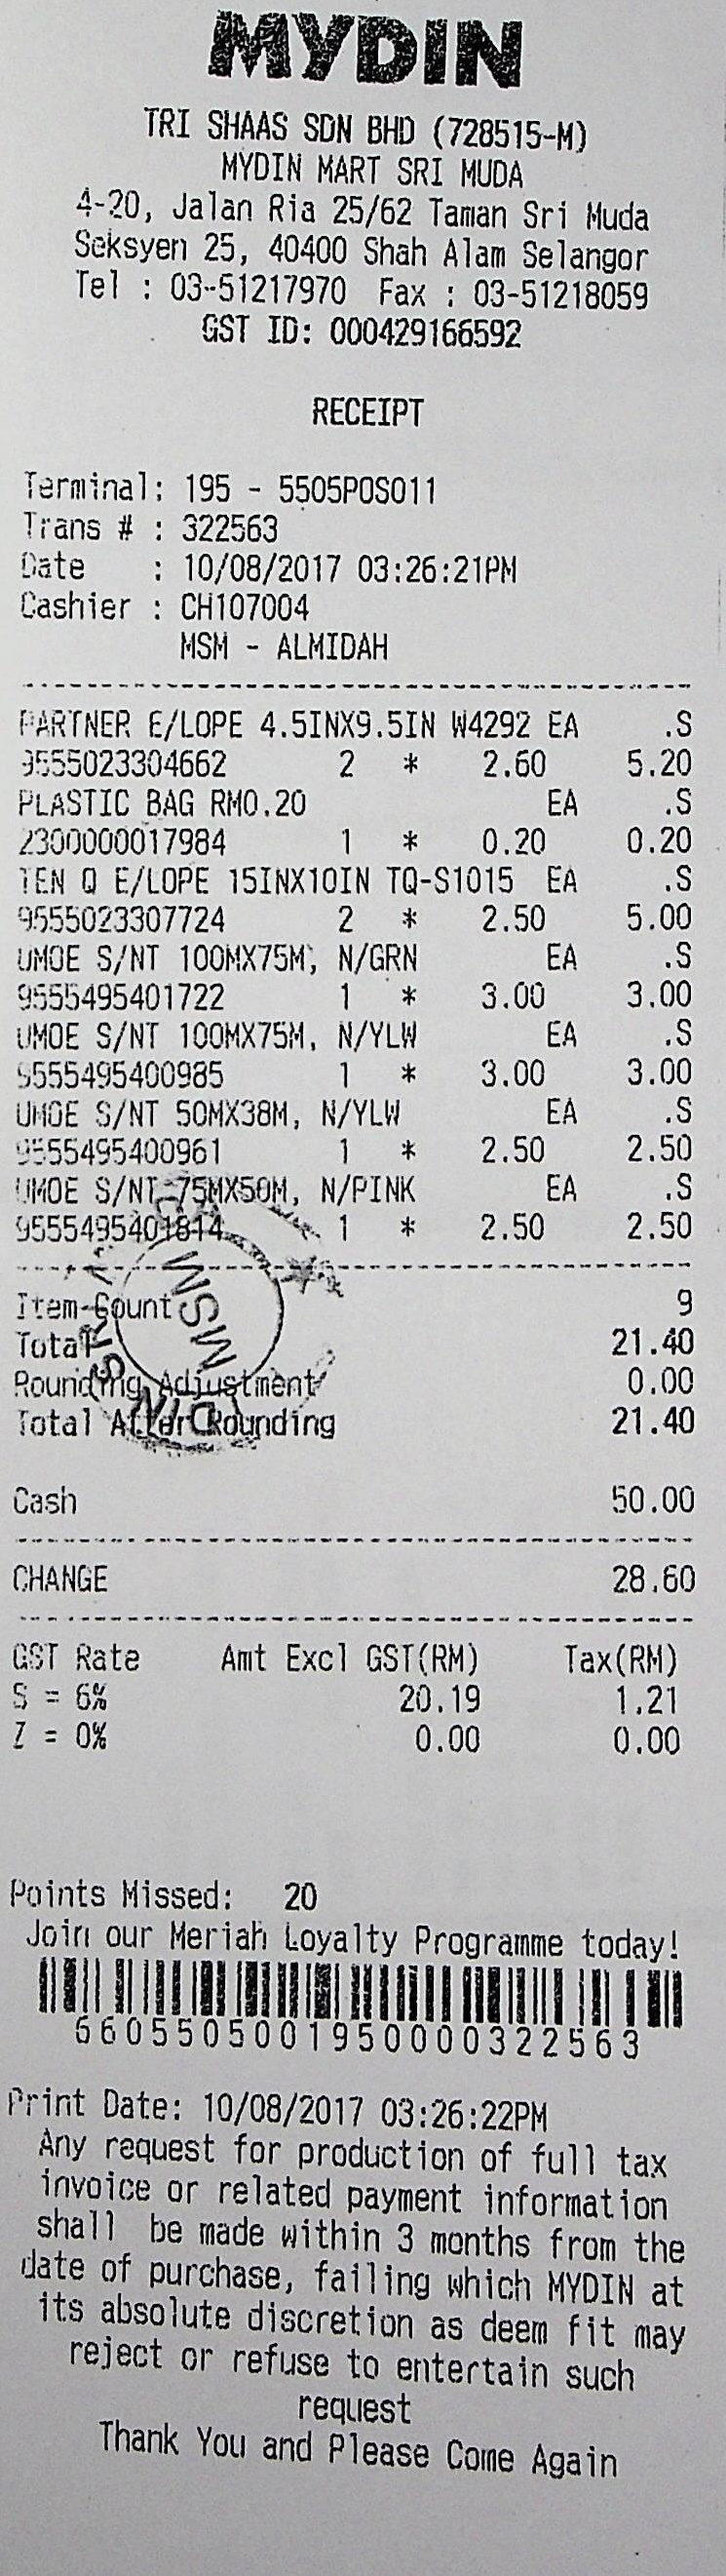 MYDIN
TRI SHAAS SDN BHD (728515-M)
MYDIN MART SRI MUDA
4-20, Jalan Ria 25/62 Taman Sri Muda
Seksyen 25, 40400 Shah Alam Selangor
Tel : 03-51217970 Fax : 03-51218059
GST ID: 000429166592
RECEIPT
Terminal: 195 - 5505POS011
Trans # : 322563
Date : 10/08/2017 03:26:21PM
Cashier : CH107004
MSM - ALMIDAH
PARTNER E/LOPE 4.5INX9.5IN W4292 EA .S
9555023304662 2 * 2.60 5.20
PLASTIC BAG RM0.20 EA .S
2300000017984 1 * 0.20 0.20
TEN Q E/LOPE 15INX10IN TQ-S1015 EA .S
9555023307724 2 * 2.50 5.00
UMOE S/NT 100MX75M, N/GRN EA .S
9555495401722 1 * 3.00 3.00
UMOE S/NT 100MX75M, N/YLW EA .S
9555495400985 1 * 3.00 3.00
UMOE S/NT 50MX38M, N/YLW EA .S
9555495400961 1 * 2.50 2.50
UMOE S/NT 75MX50M, N/PINK EA .S
9555495401814 1 * 2.50 2.50
MSM
Item Count 9
Total 21.40
Rounding Adjustment 0.00
Total After Rounding 21.40
Cash 50.00
CHANGE 28.60
GST Rate Amt Excl GST(RM) Tax(RM)
S = 6% 20.19 1.21
Z = 0% 0.00 0.00
Points Missed: 20
Join our Meriah Loyalty Programme today!
6605505001950000322563
Print Date: 10/08/2017 03:26:22PM
Any request for production of full tax
invoice or related payment information
shall be made within 3 months from the
date of purchase, failing which MYDIN at
its absolute discretion as deem fit may
reject or refuse to entertain such
request
Thank You and Please Come Again